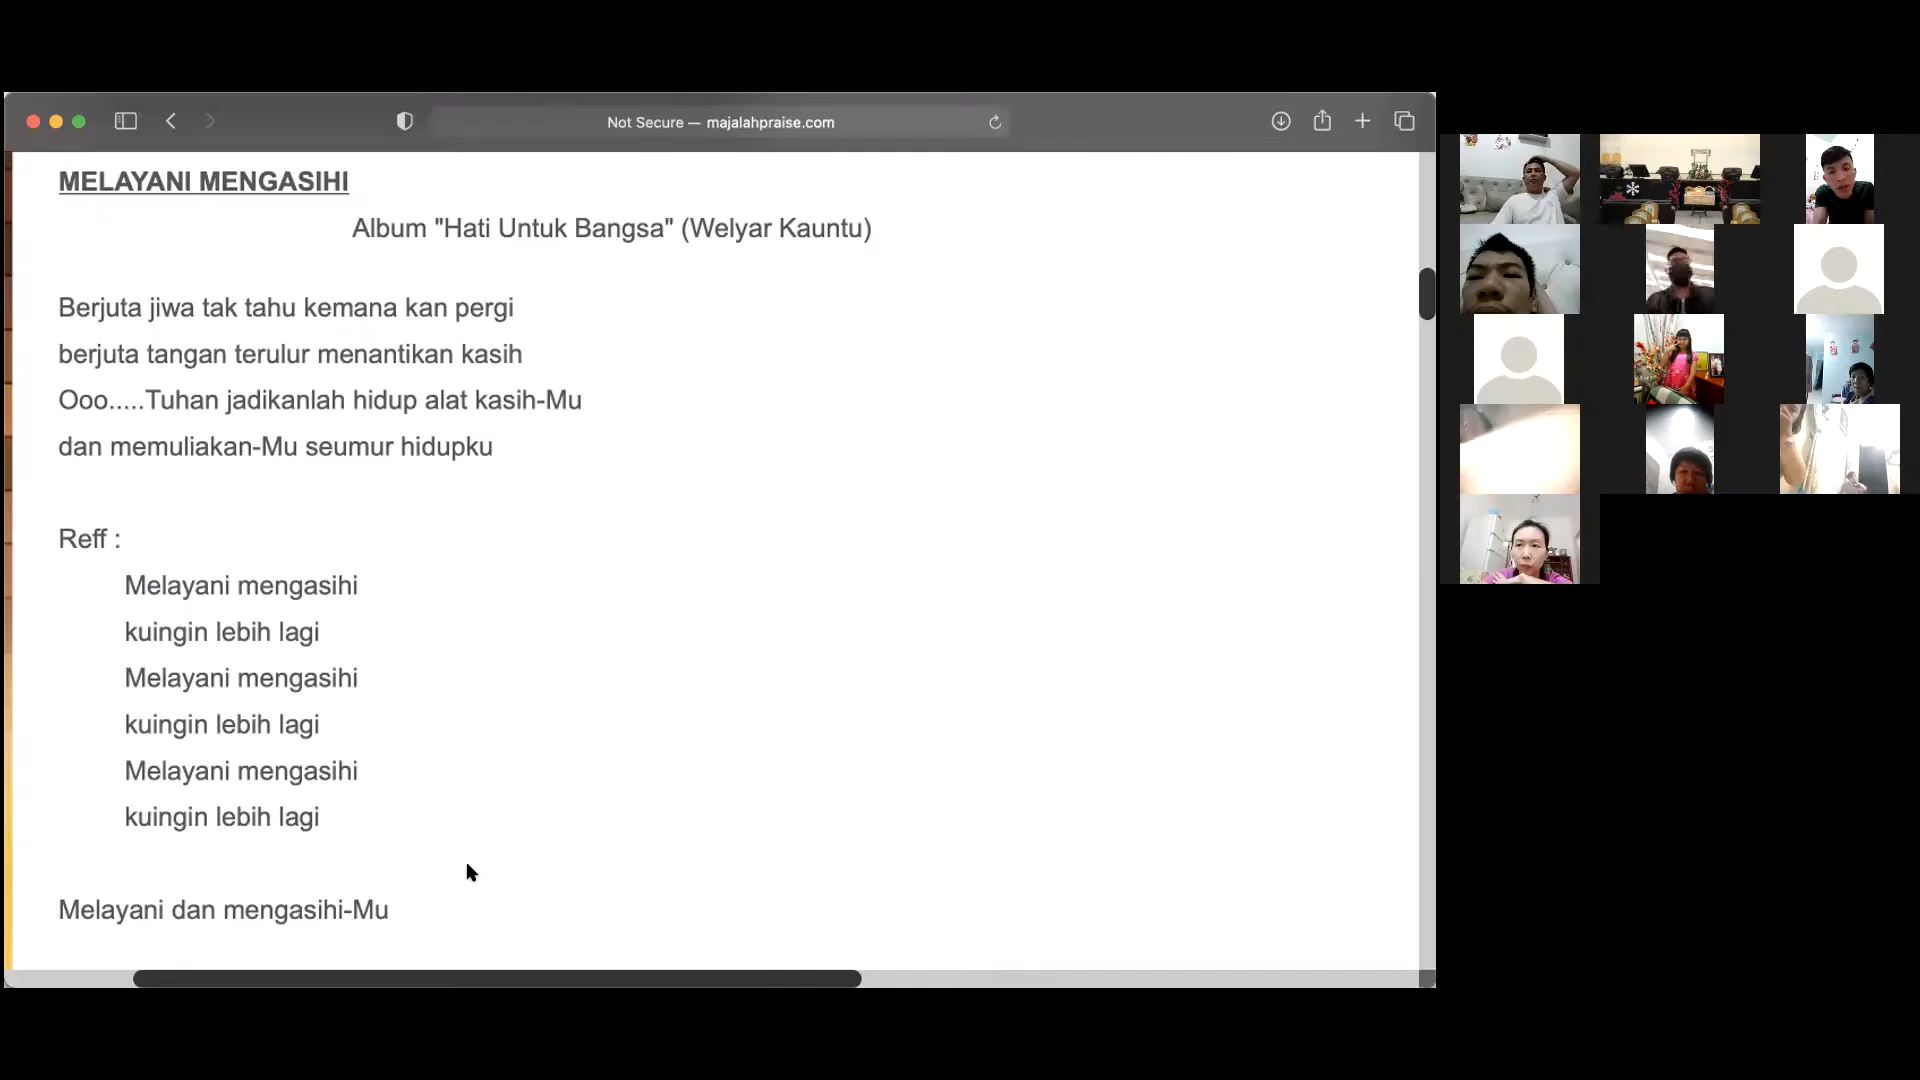 Not Secure — majalahpraise.com
MELAYANI MENGASIHI
Album "Hati Untuk Bangsa" (Welyar Kauntu)
Berjuta jiwa tak tahu kemana kan pergi
berjuta tangan terulur menantikan kasih
Ooo.....Tuhan jadikanlah hidup alat kasih-Mu
dan memuliakan-Mu seumur hidupku
Reff :
Melayani mengasihi
kuingin lebih lagi
Melayani mengasihi
kuingin lebih lagi
Melayani mengasihi
kuingin lebih lagi
Melayani dan mengasihi-Mu